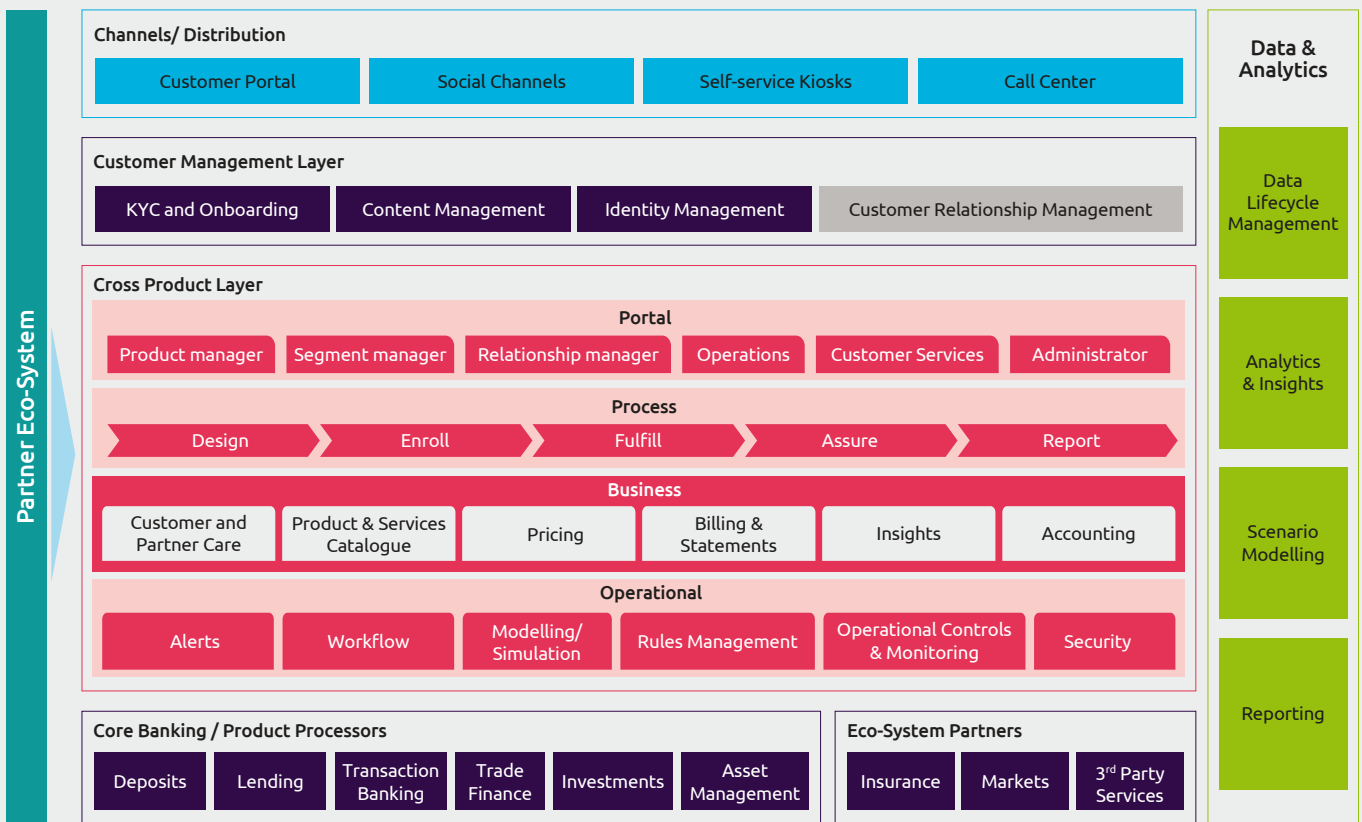 Partner Eco-System
Channels/ Distribution
Customer Portal
Social Channels
Self-service Kiosks
Call Center
Customer Management Layer
KYC and Onboarding
Content Management
Identity Management
Customer Relationship Management
Cross Product Layer
Portal
Product manager
Segment manager
Relationship manager
Operations
Customer Services
Administrator
Process
Design
Enroll
Fulfill
Assure
Report
Business
Customer and
Partner Care
Product & Services
Catalogue
Pricing
Billing &
Statements
Insights
Accounting
Operational
Alerts
Workflow
Modelling/
Simulation
Rules Management
Operational Controls
& Monitoring
Security
Core Banking / Product Processors
Deposits
Lending
Transaction
Banking
Trade
Finance
Investments
Asset
Management
Eco-System Partners
Insurance
Markets
3rd Party
Services
Data &
Analytics
Data
Lifecycle
Management
Analytics
& Insights
Scenario
Modelling
Reporting